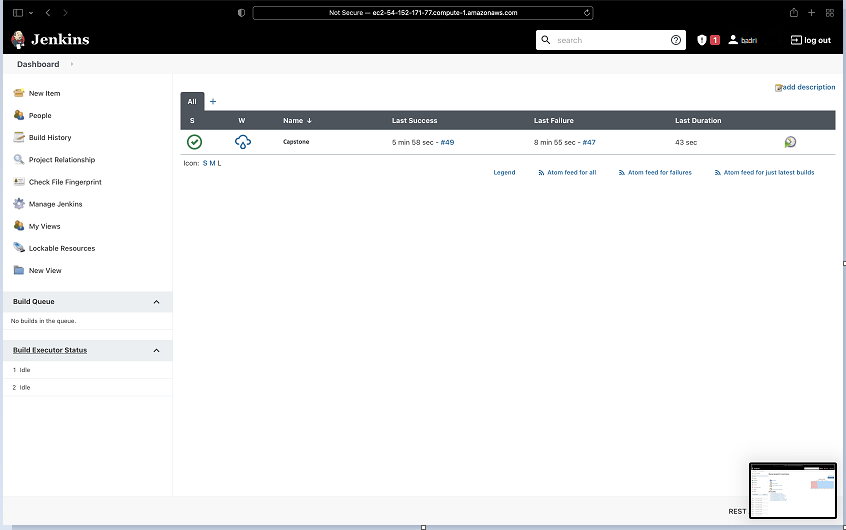 Not Secure — ec2-54-152-171-77.compute-1.amazonaws.com
Jenkins
search
1
badri
log out
Dashboard
add description
New Item
People
Build History
Project Relationship
Check File Fingerprint
Manage Jenkins
My Views
Lockable Resources
New View
Build Queue
No builds in the queue.
Build Executor Status
1 Idle
2 Idle
All +
S W Name ↓ Last Success Last Failure Last Duration
Capstone 5 min 58 sec - #49 8 min 55 sec - #47 43 sec
Icon: S M L
Legend Atom feed for all Atom feed for failures Atom feed for just latest builds
REST